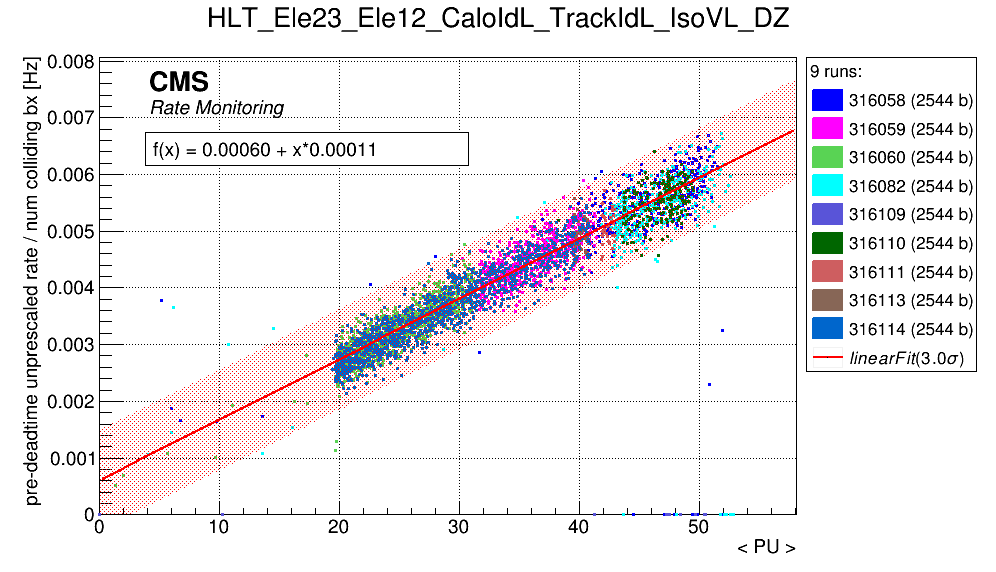 HLT_Ele23_Ele12_CaloIdL_TrackIdL_IsoVL_DZ
pre-deadtime unprescaled rate / num colliding bx [Hz]
0.008
0.007
0.006
0.005
0.004
0.003
0.002
0.001
0
CMS
Rate Monitoring
f(x) = 0.00060 + x*0.00011
0
10
20
30
40
50
< PU >
9 runs:
316058 (2544 b)
316059 (2544 b)
316060 (2544 b)
316082 (2544 b)
316109 (2544 b)
316110 (2544 b)
316111 (2544 b)
316113 (2544 b)
316114 (2544 b)
linearFit(3.0σ)